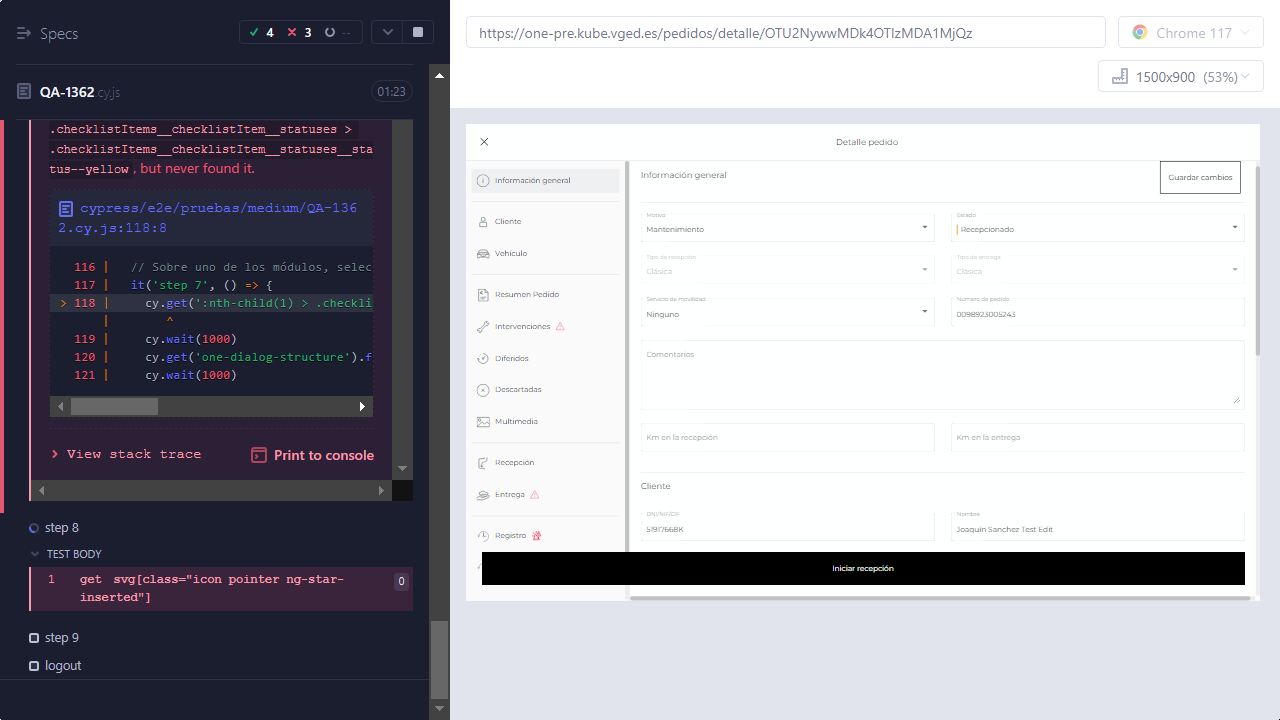 Specs
4
3
--
QA-1362.cy.js
01:23
.checklistItems__checklistItem__statuses >
.checklistItems__checklistItem__statuses__sta
tus--yellow, but never found it.
cypress/e2e/pruebas/medium/QA-136
2.cy.js:118:8
116 | // Sobre uno de los módulos, selec
117 | it('step 7', () => {
> 118 | cy.get(':nth-child(1) > .checkli
| ^
119 | cy.wait(1000)
120 | cy.get('one-dialog-structure').f
121 | cy.wait(1000)
> View stack trace
Print to console
step 8
TEST BODY
1 get svg[class="icon pointer ng-star-
inserted"]
0
step 9
logout
https://one-pre.kube.vged.es/pedidos/detalle/OTU2NywwMDk4OTIzMDA1MjQz
Chrome 117
1500x900 (53%)
Detalle pedido
Información general
Cliente
Vehículo
Resumen Pedido
Intervenciones
Diferidos
Descartadas
Multimedia
Recepción
Entrega
Registro
Información general
Guardar cambios
Motivo
Mantenimiento
Estado
Recepcionado
Tipo de recepción
Clásica
Tipo de entrega
Clásica
Servicio de movilidad
Ninguno
Número de pedido
0098923005243
Comentarios
Km en la recepción
Km en la entrega
Cliente
DNI/NIF/CIF
51917668K
Nombre
Joaquín Sanchez Test Edit
Iniciar recepción